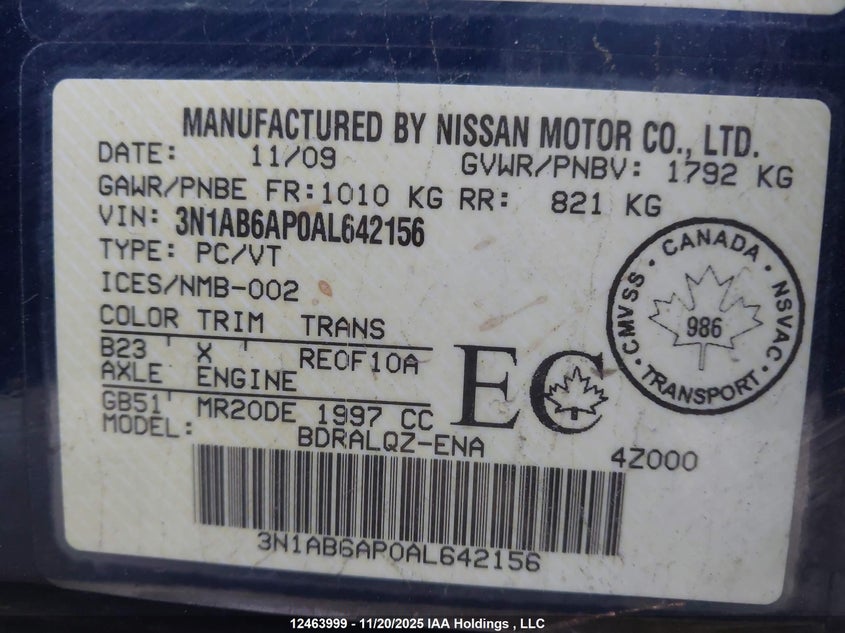 MANUFACTURED BY NISSAN MOTOR CO., LTD.
DATE: 11/09 GVWR/PNBV: 1792 KG
GAWR/PNBE FR:1010 KG RR: 821 KG
VIN: 3N1AB6AP0AL642156
TYPE: PC/VT
ICES/NMB-002
COLOR TRIM TRANS
B23 ' X ' RE0F10A
AXLE ENGINE
GB51' MR20DE 1997 CC
MODEL: BDRALQZ-ENA
4Z000
EC
CANADA · NSVAC · TRANSPORT · CMVSS ·
986
3N1AB6AP0AL642156
12463999 - 11/20/2025 IAA Holdings , LLC